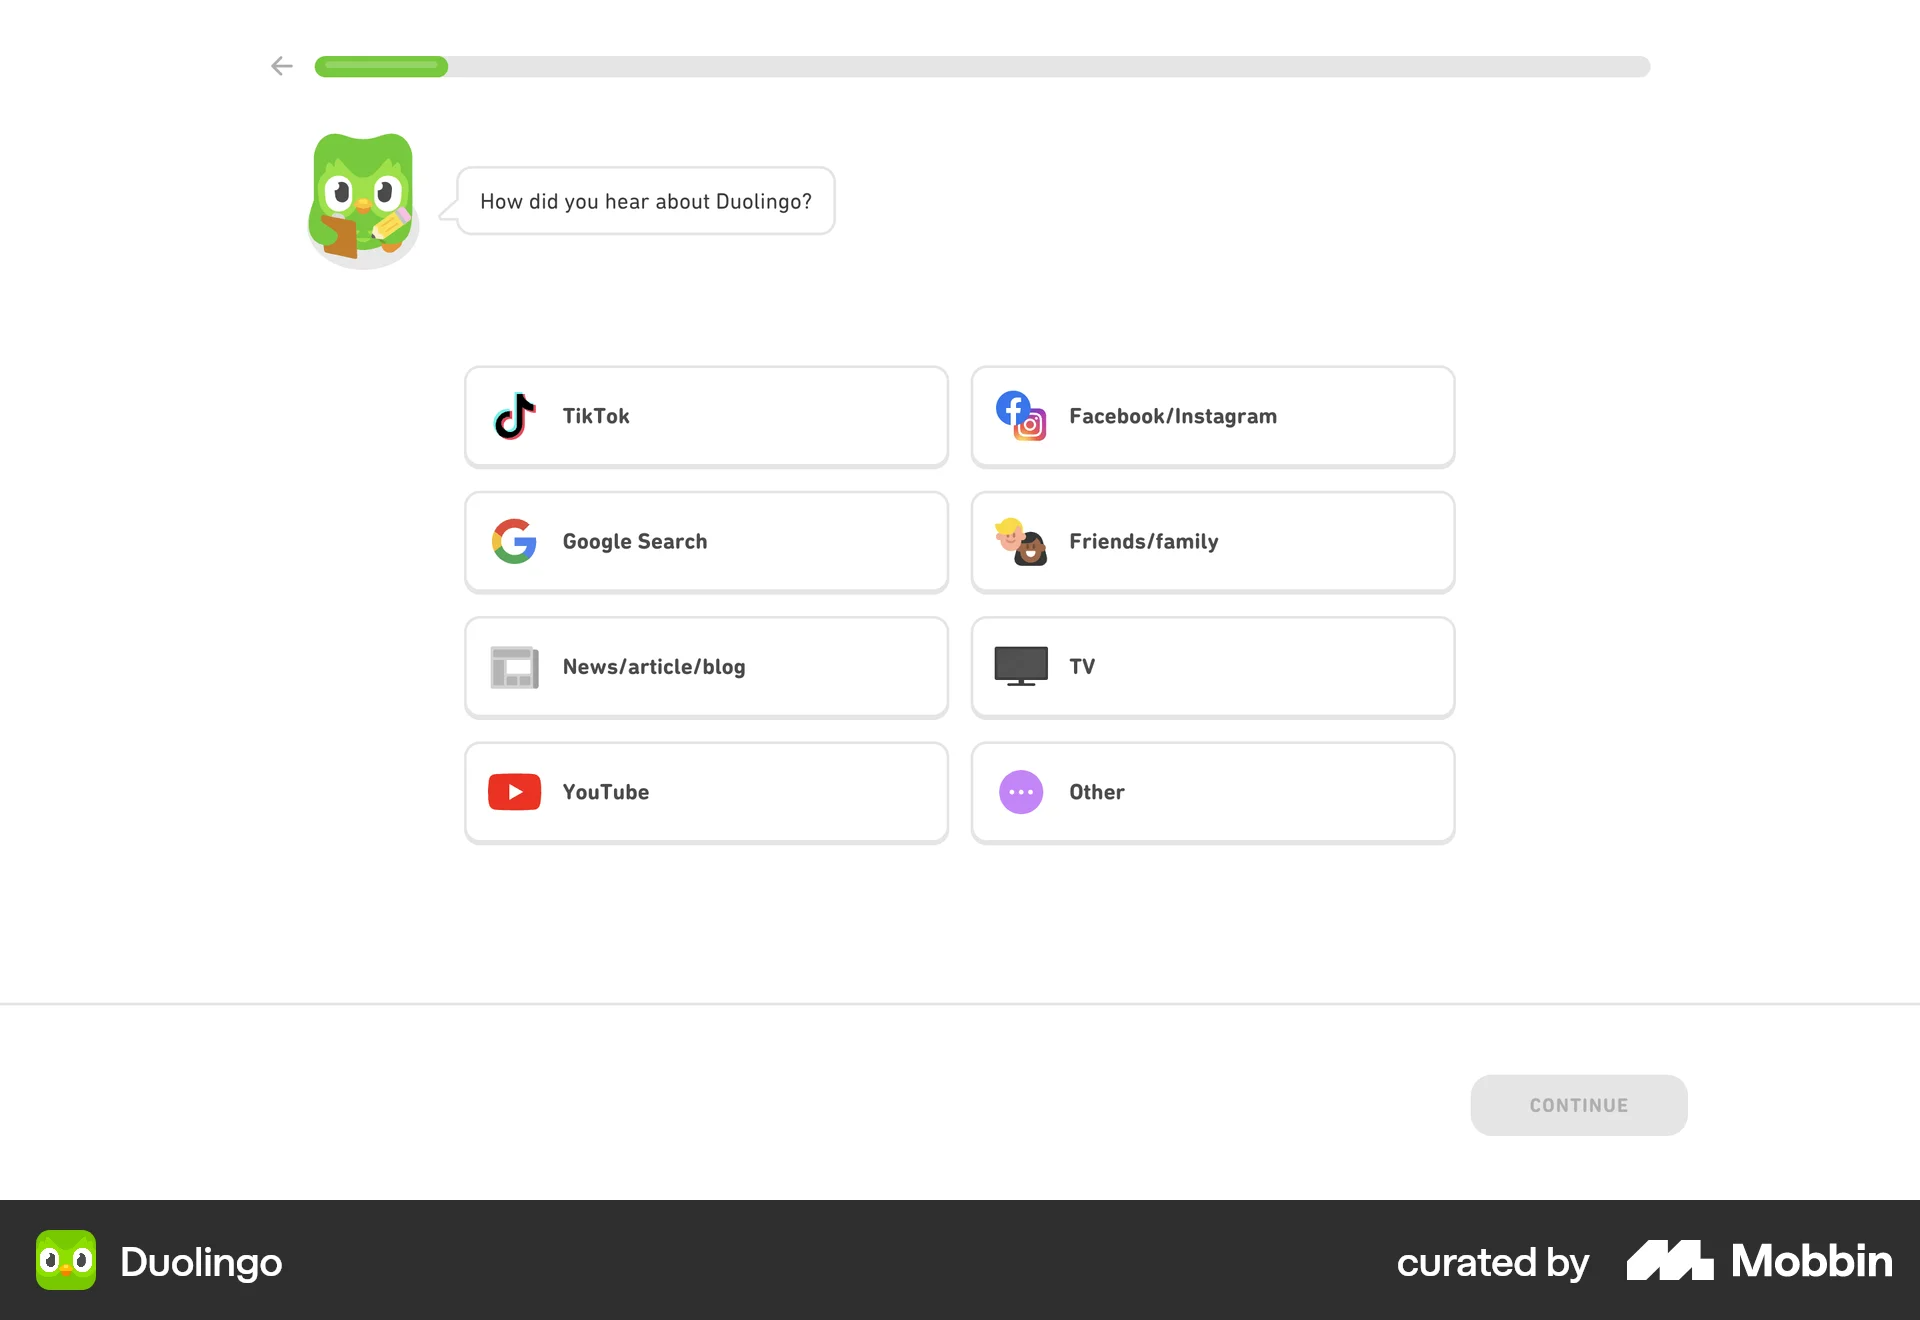 How did you hear about Duolingo?
TikTok
Facebook/Instagram
Google Search
Friends/family
News/article/blog
TV
YouTube
Other
CONTINUE
Duolingo
curated by Mobbin